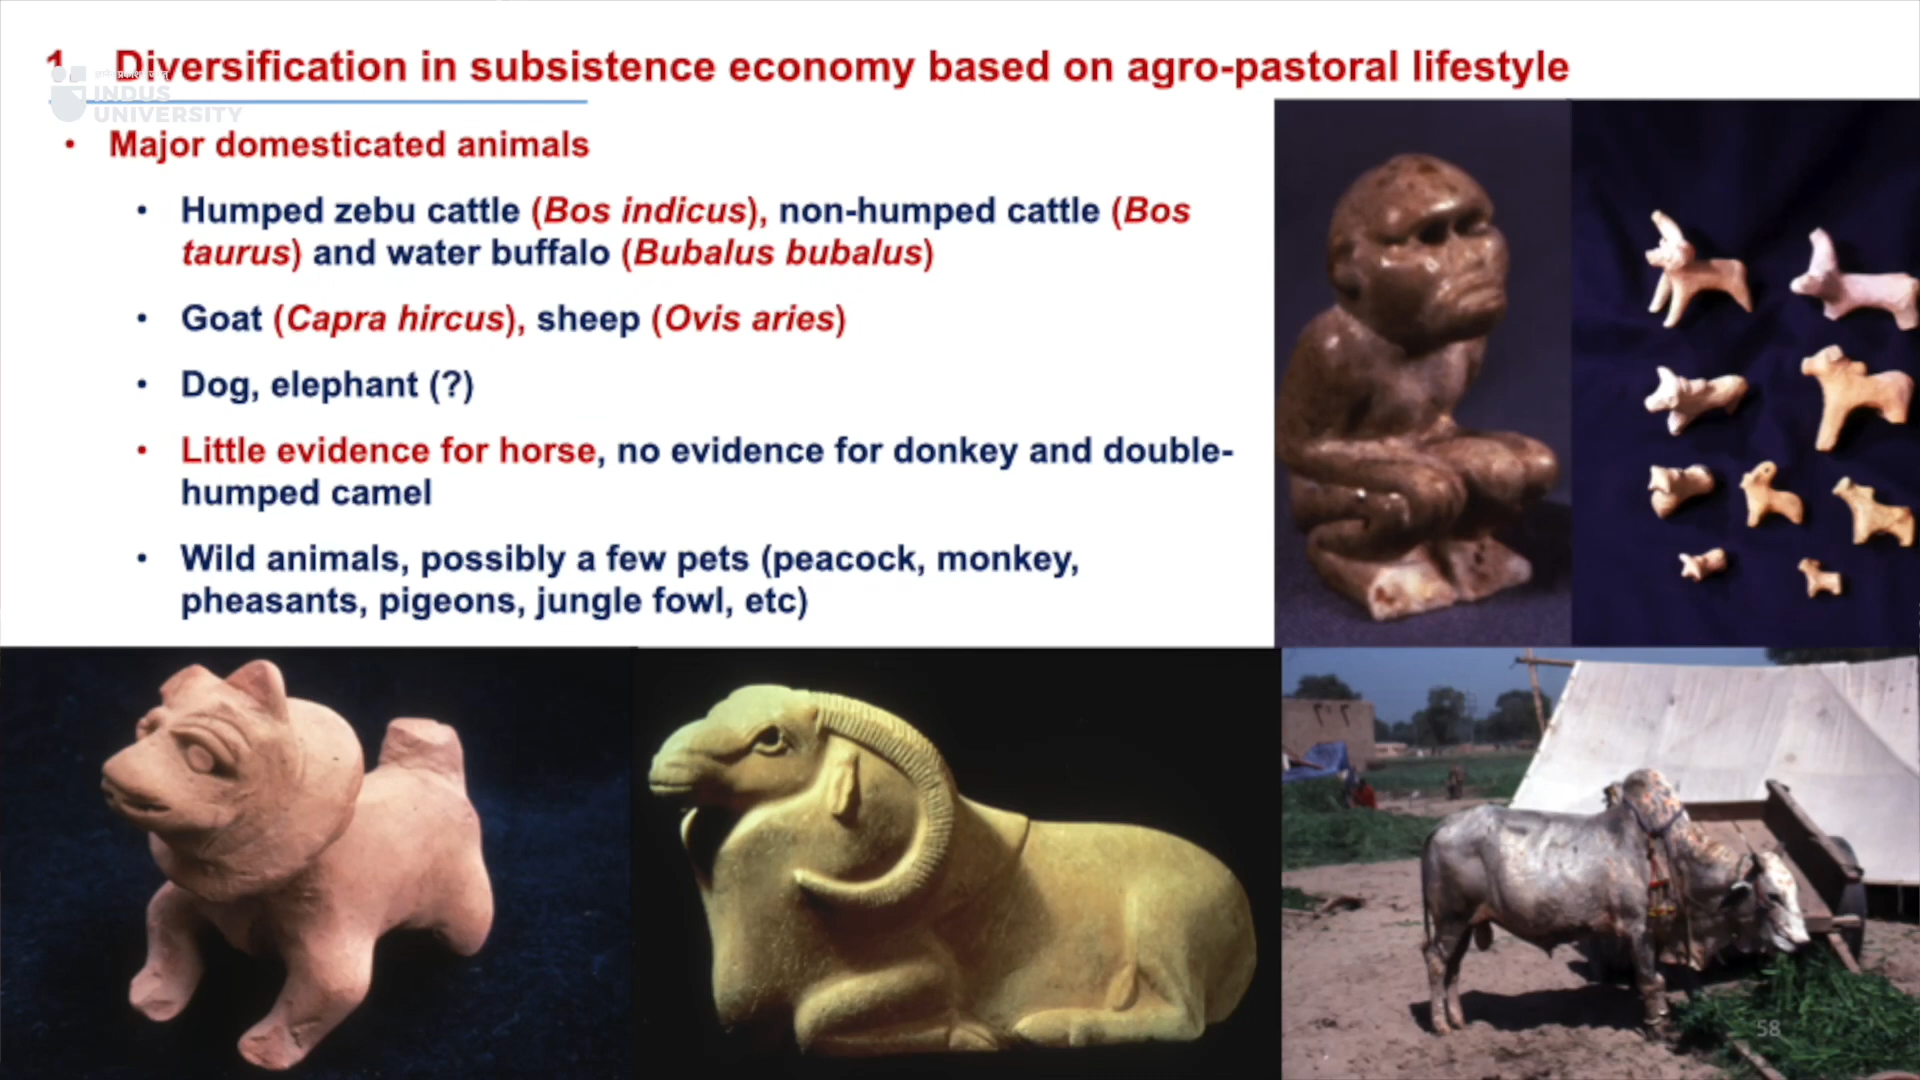 1. Diversification in subsistence economy based on agro-pastoral lifestyle
INDUS
UNIVERSITY
• Major domesticated animals
• Humped zebu cattle (Bos indicus), non-humped cattle (Bos
taurus) and water buffalo (Bubalus bubalus)
• Goat (Capra hircus), sheep (Ovis aries)
• Dog, elephant (?)
• Little evidence for horse, no evidence for donkey and double-
humped camel
• Wild animals, possibly a few pets (peacock, monkey,
pheasants, pigeons, jungle fowl, etc)
58